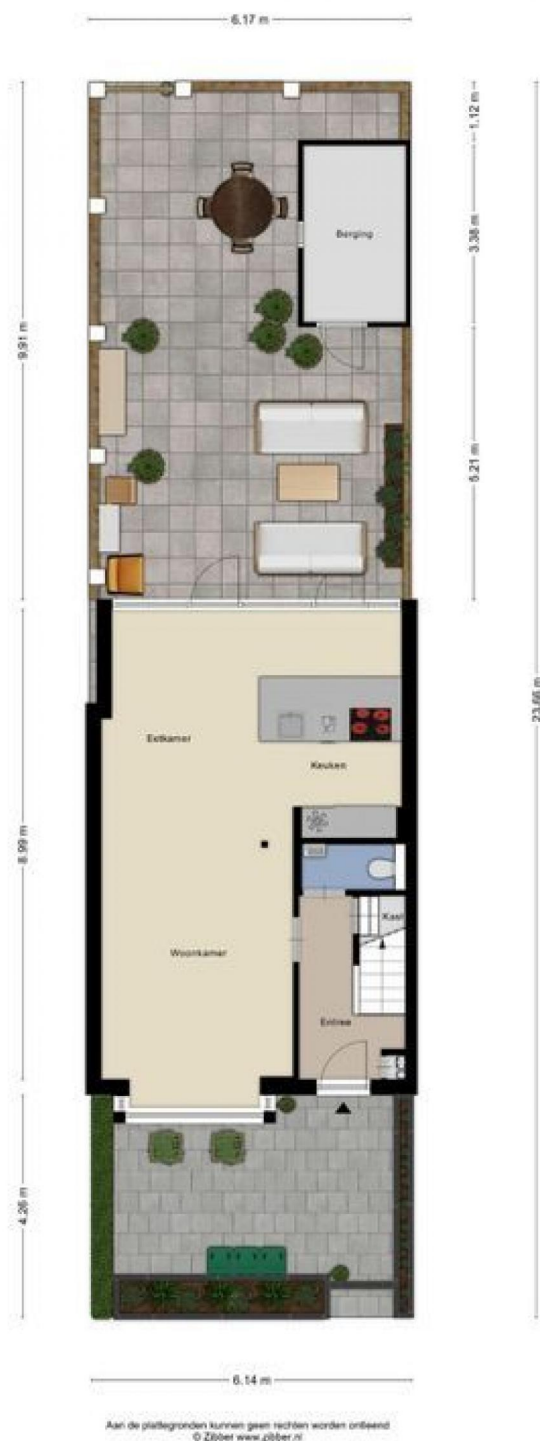 6.17 m
1.12 m
Berging
3.38 m
9.91 m
5.21 m
23.66 m
Eetkamer
Keuken
8.99 m
Kast
Woonkamer
Entree
4.26 m
6.14 m
Aan de plattegronden kunnen geen rechten worden ontleend
© Zibber www.zibber.nl